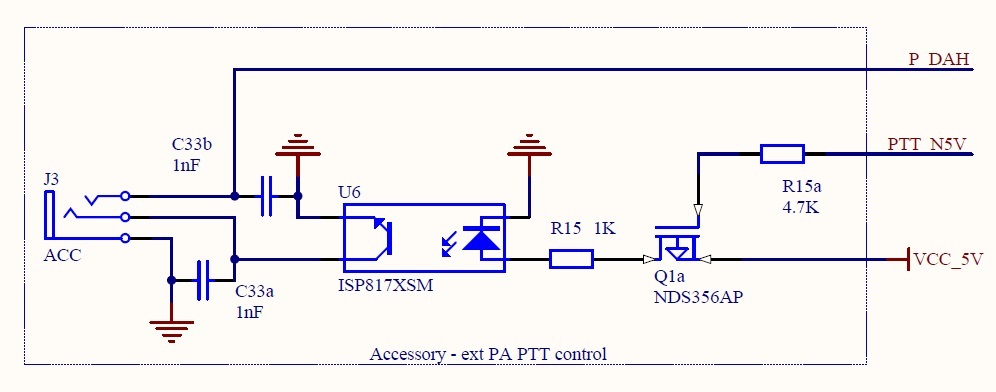 P_DAH
C33b
1nF
PTT_N5V
J3
U6
R15a
4.7K
R15 1K
ACC
VCC_5V
C33a
1nF
ISP817XSM
Q1a
NDS356AP
Accessory - ext PA PTT control